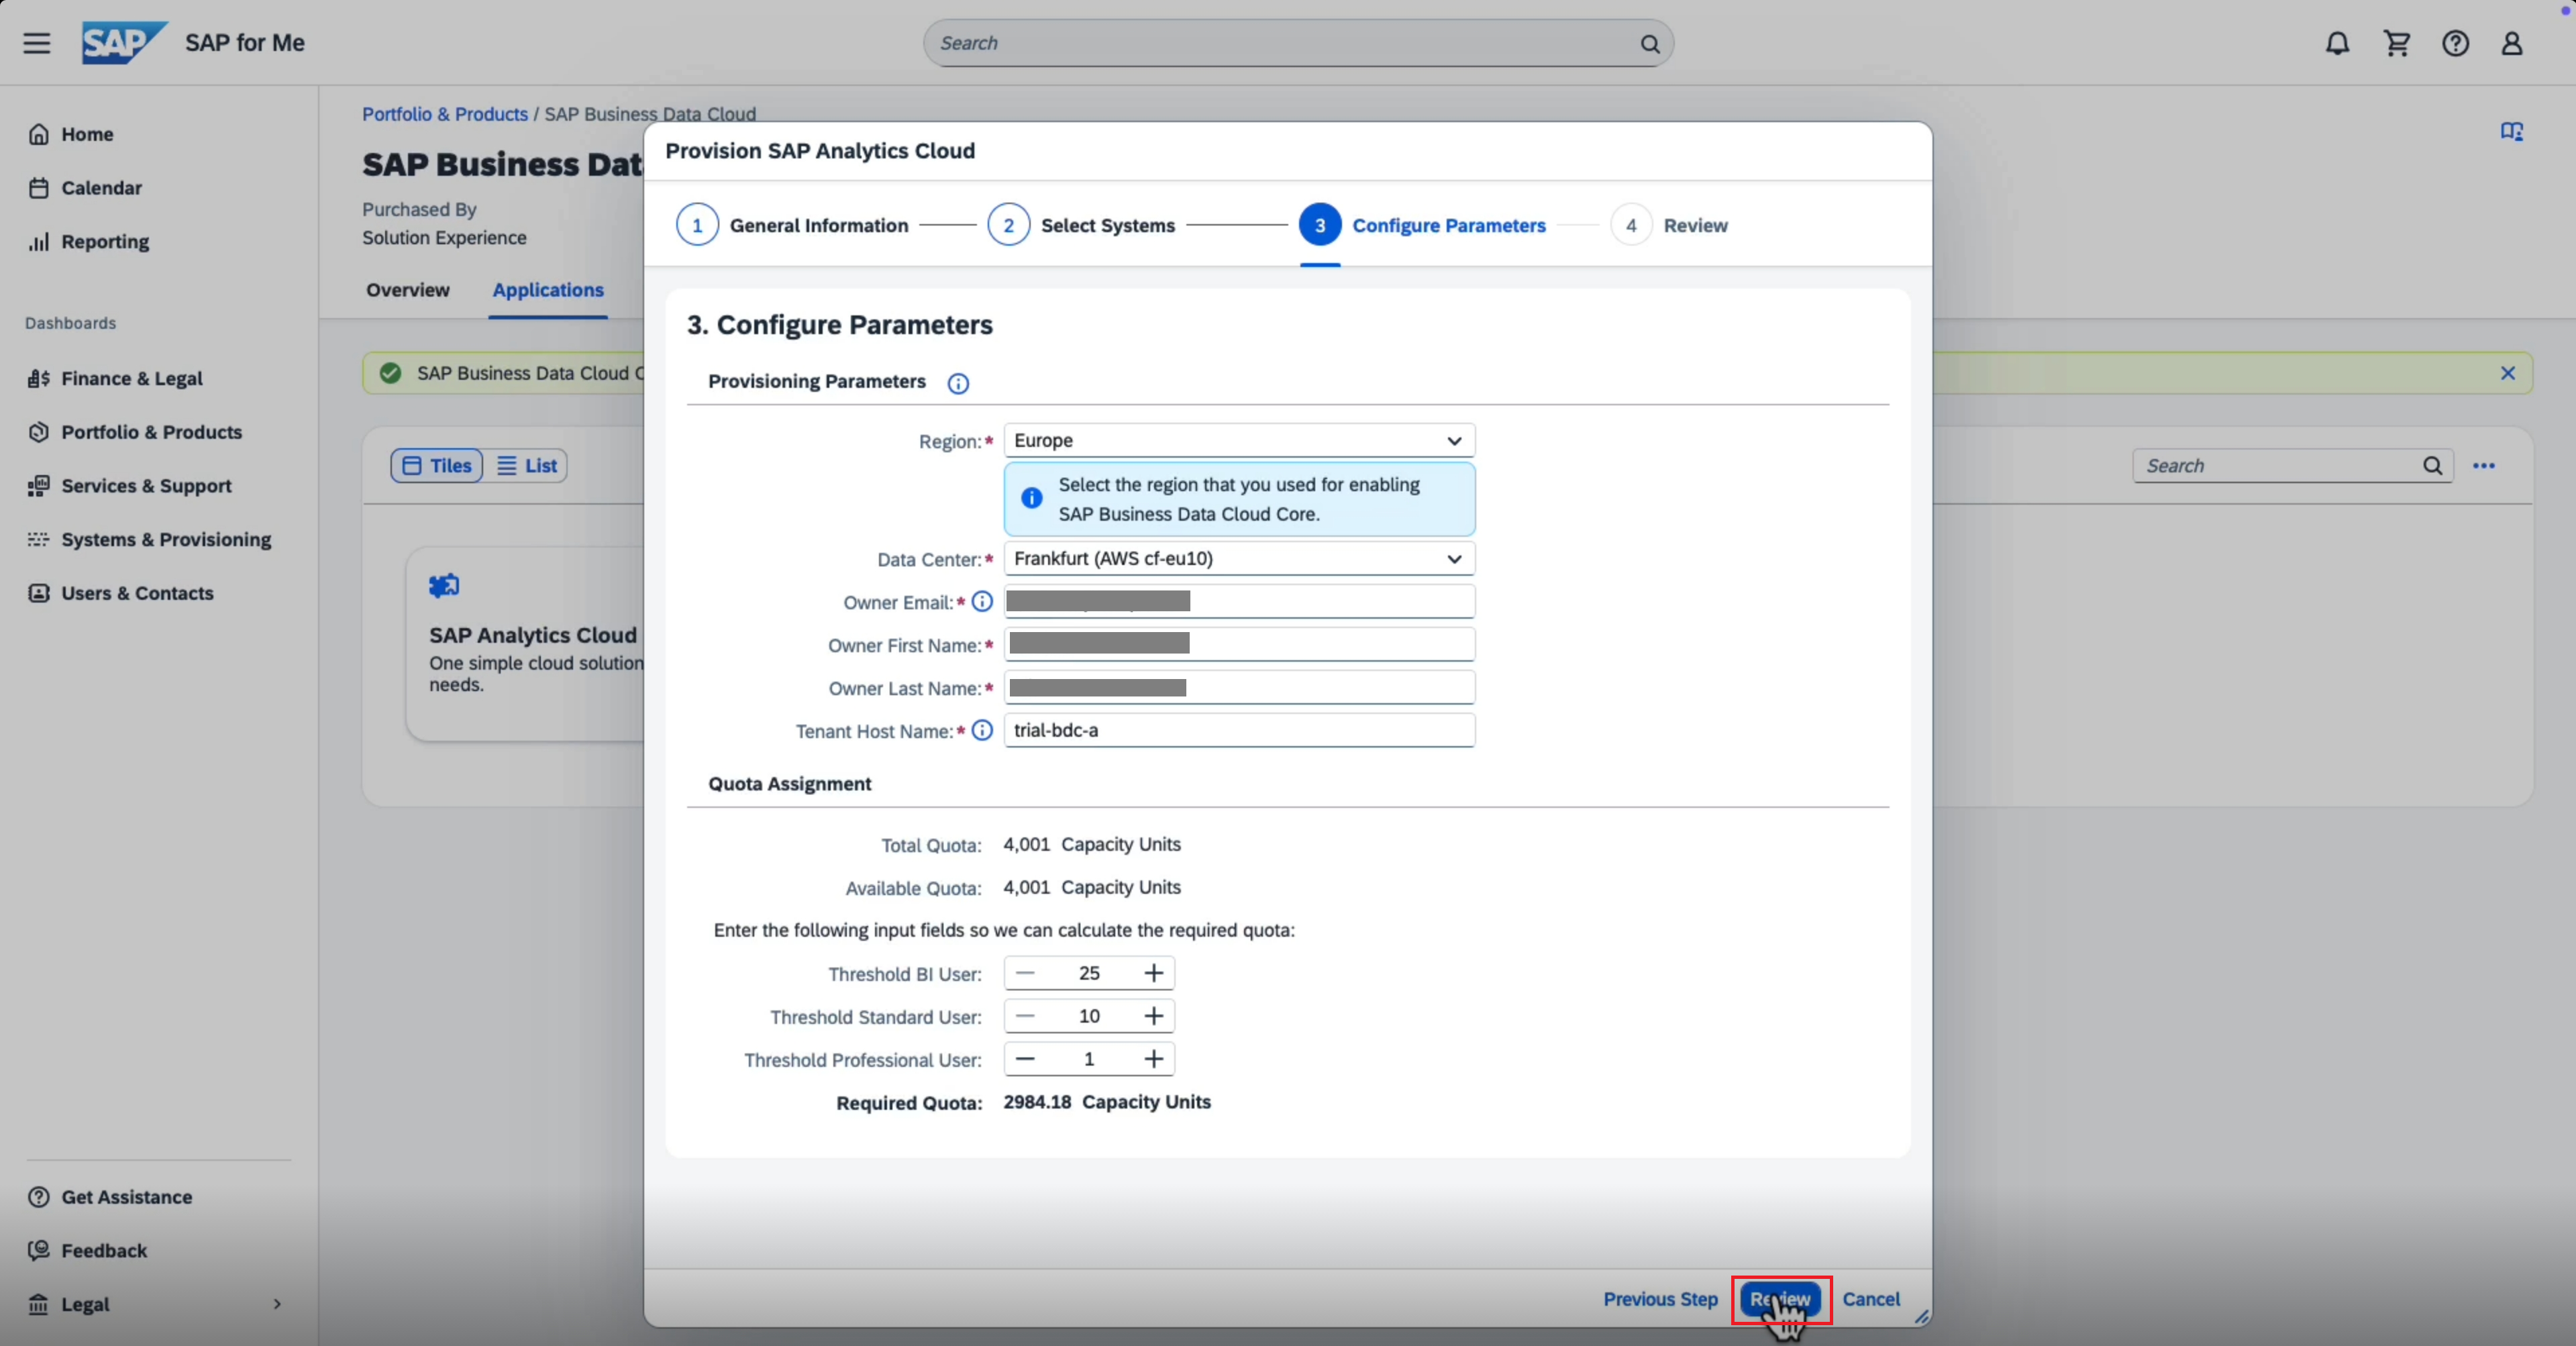 SAP
SAP for Me
Search
Home
Calendar
Reporting
Dashboards
Finance & Legal
Portfolio & Products
Services & Support
Systems & Provisioning
Users & Contacts
Get Assistance
Feedback
Legal
Portfolio & Products / SAP Business Data Cloud
SAP Business Dat
Purchased By
Solution Experience
Overview
Applications
SAP Business Data Cloud C
Tiles
List
Search
SAP Analytics Cloud
One simple cloud solution
needs.
Provision SAP Analytics Cloud
1 General Information
2 Select Systems
3 Configure Parameters
4 Review
3. Configure Parameters
Provisioning Parameters
Region:* Europe
Select the region that you used for enabling
SAP Business Data Cloud Core.
Data Center:* Frankfurt (AWS cf-eu10)
Owner Email:*
Owner First Name:*
Owner Last Name:*
Tenant Host Name:* trial-bdc-a
Quota Assignment
Total Quota: 4,001 Capacity Units
Available Quota: 4,001 Capacity Units
Enter the following input fields so we can calculate the required quota:
Threshold BI User: 25
Threshold Standard User: 10
Threshold Professional User: 1
Required Quota: 2984.18 Capacity Units
Previous Step
Review
Cancel